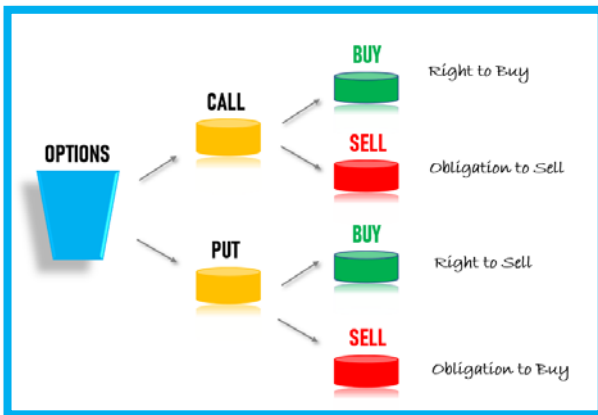 BUY
Right to Buy
CALL
SELL
Obligation to Sell
OPTIONS
BUY
Right to Sell
PUT
SELL
Obligation to Buy